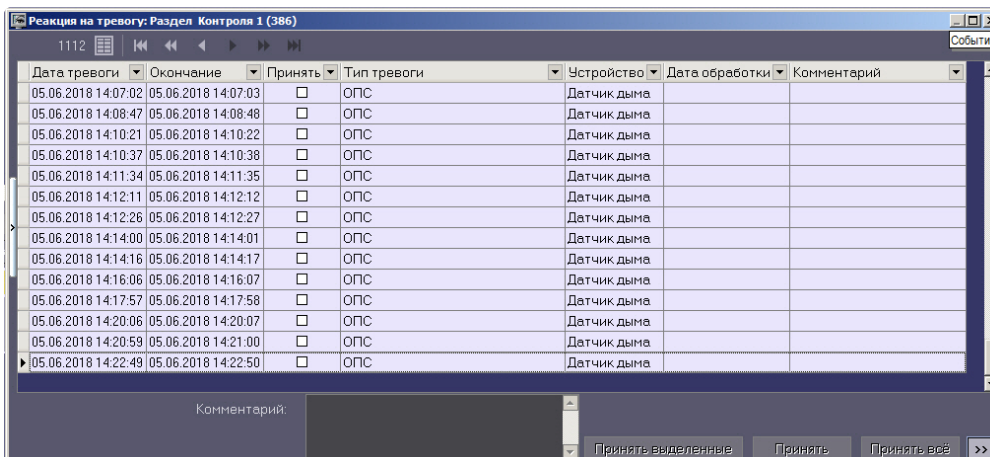 Реакция на тревогу: Раздел Контроля 1 (386)
1112
Событи
Дата тревоги Окончание Принять Тип тревоги Устройство Дата обработки Комментарий
05.06.2018 14:07:02 05.06.2018 14:07:03 ОПС Датчик дыма
05.06.2018 14:08:47 05.06.2018 14:08:48 ОПС Датчик дыма
05.06.2018 14:10:21 05.06.2018 14:10:22 ОПС Датчик дыма
05.06.2018 14:10:37 05.06.2018 14:10:38 ОПС Датчик дыма
05.06.2018 14:11:34 05.06.2018 14:11:35 ОПС Датчик дыма
05.06.2018 14:12:11 05.06.2018 14:12:12 ОПС Датчик дыма
05.06.2018 14:12:26 05.06.2018 14:12:27 ОПС Датчик дыма
05.06.2018 14:14:00 05.06.2018 14:14:01 ОПС Датчик дыма
05.06.2018 14:14:16 05.06.2018 14:14:17 ОПС Датчик дыма
05.06.2018 14:16:06 05.06.2018 14:16:07 ОПС Датчик дыма
05.06.2018 14:17:57 05.06.2018 14:17:58 ОПС Датчик дыма
05.06.2018 14:20:06 05.06.2018 14:20:07 ОПС Датчик дыма
05.06.2018 14:20:59 05.06.2018 14:21:00 ОПС Датчик дыма
05.06.2018 14:22:49 05.06.2018 14:22:50 ОПС Датчик дыма
Комментарий:
Принять выделенные Принять Принять всё >>